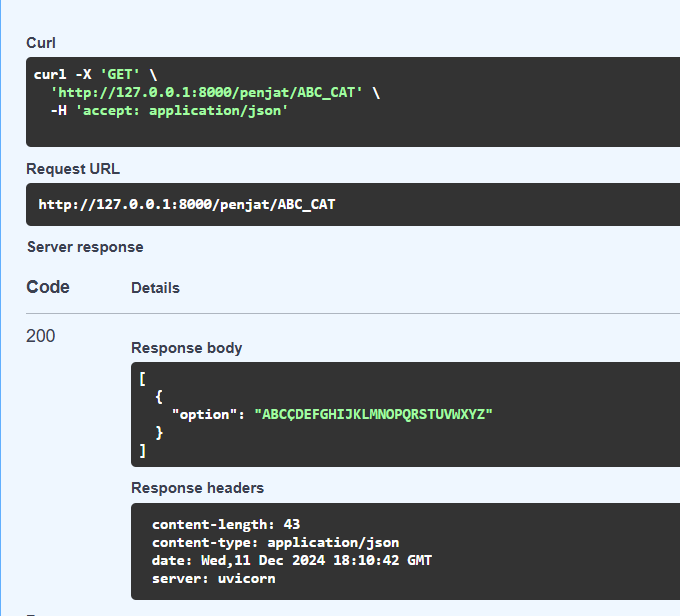 Curl
curl -X 'GET' \
'http://127.0.0.1:8000/penjat/ABC_CAT' \
-H 'accept: application/json'
Request URL
http://127.0.0.1:8000/penjat/ABC_CAT
Server response
Code Details
200
Response body
[
{
"option": "ABCÇDEFGHIJKLMNOPQRSTUVWXYZ"
}
]
Response headers
content-length: 43
content-type: application/json
date: Wed,11 Dec 2024 18:10:42 GMT
server: uvicorn